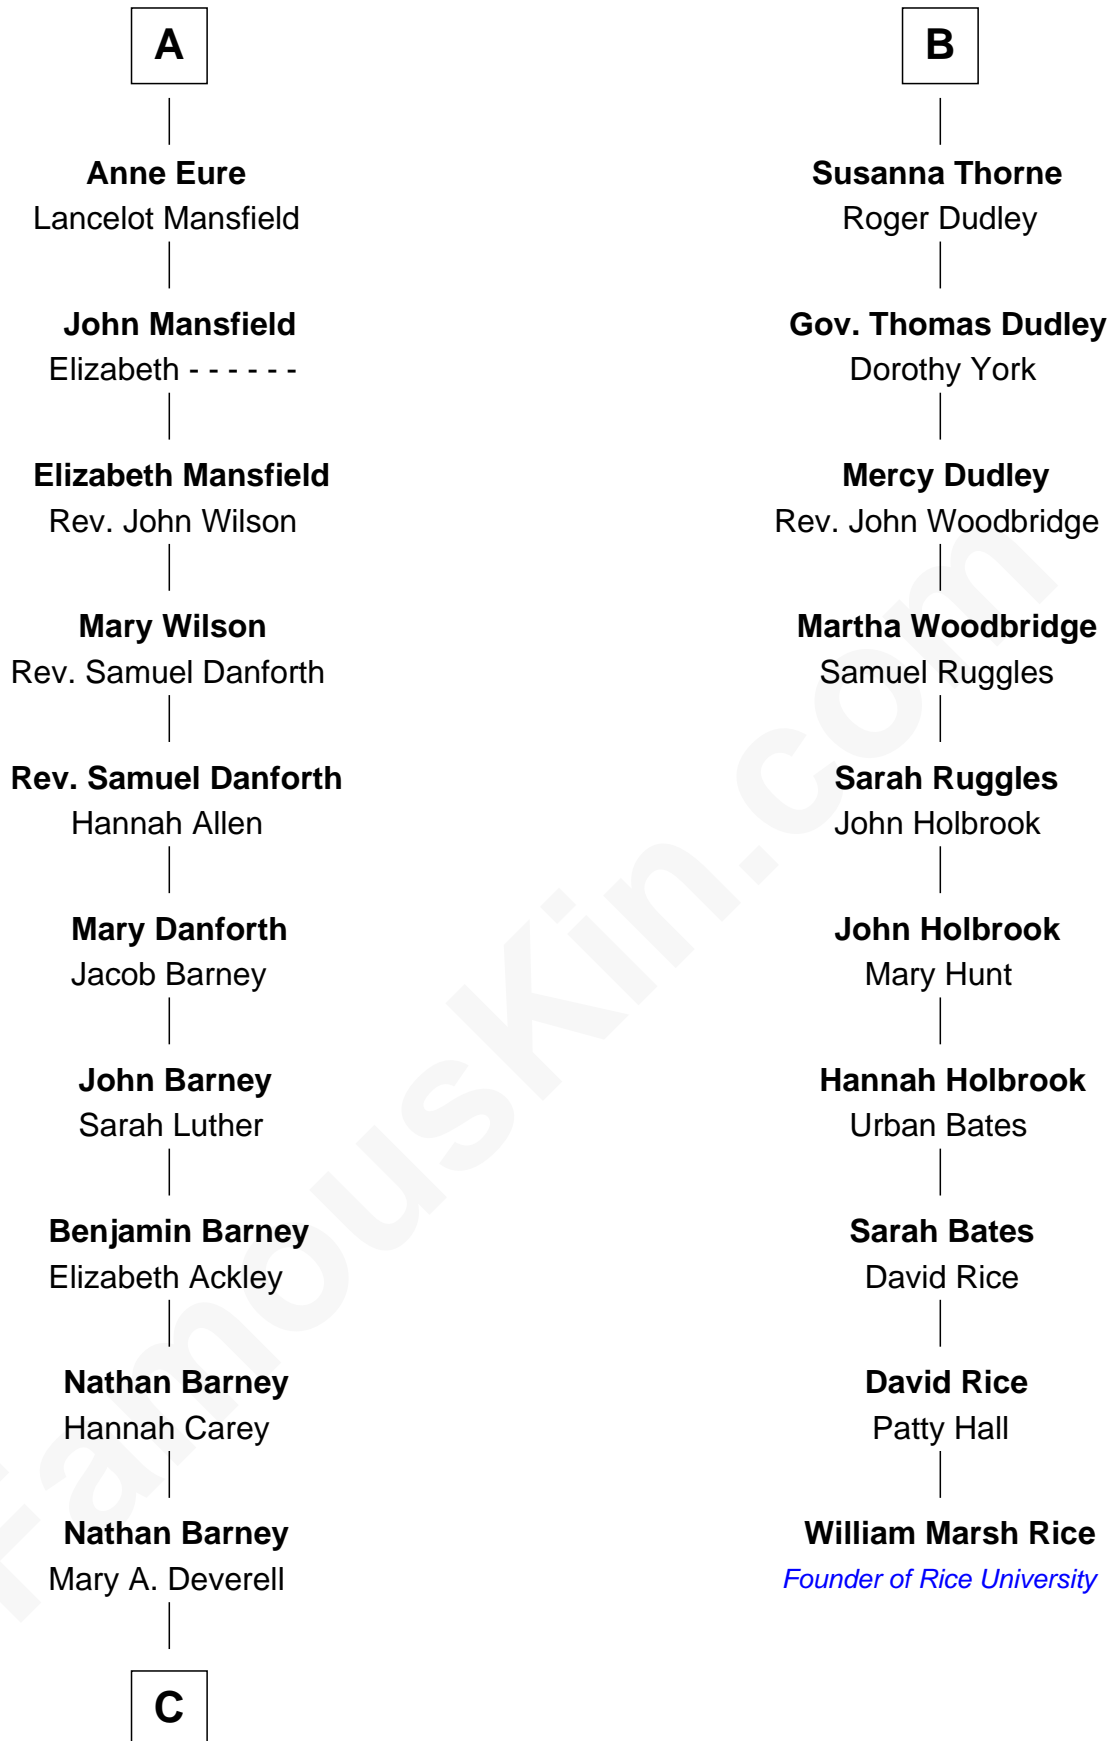 A
Anne Eure
Lancelot Mansfield
John Mansfield
Elizabeth - - - - - -
Elizabeth Mansfield
Rev. John Wilson
Mary Wilson
Rev. Samuel Danforth
Rev. Samuel Danforth
Hannah Allen
Mary Danforth
Jacob Barney
John Barney
Sarah Luther
Benjamin Barney
Elizabeth Ackley
Nathan Barney
Hannah Carey
Nathan Barney
Mary A. Deverell
C
B
Susanna Thorne
Roger Dudley
Gov. Thomas Dudley
Dorothy York
Mercy Dudley
Rev. John Woodbridge
Martha Woodbridge
Samuel Ruggles
Sarah Ruggles
John Holbrook
John Holbrook
Mary Hunt
Hannah Holbrook
Urban Bates
Sarah Bates
David Rice
David Rice
Patty Hall
William Marsh Rice
Founder of Rice University
FamousKin.com